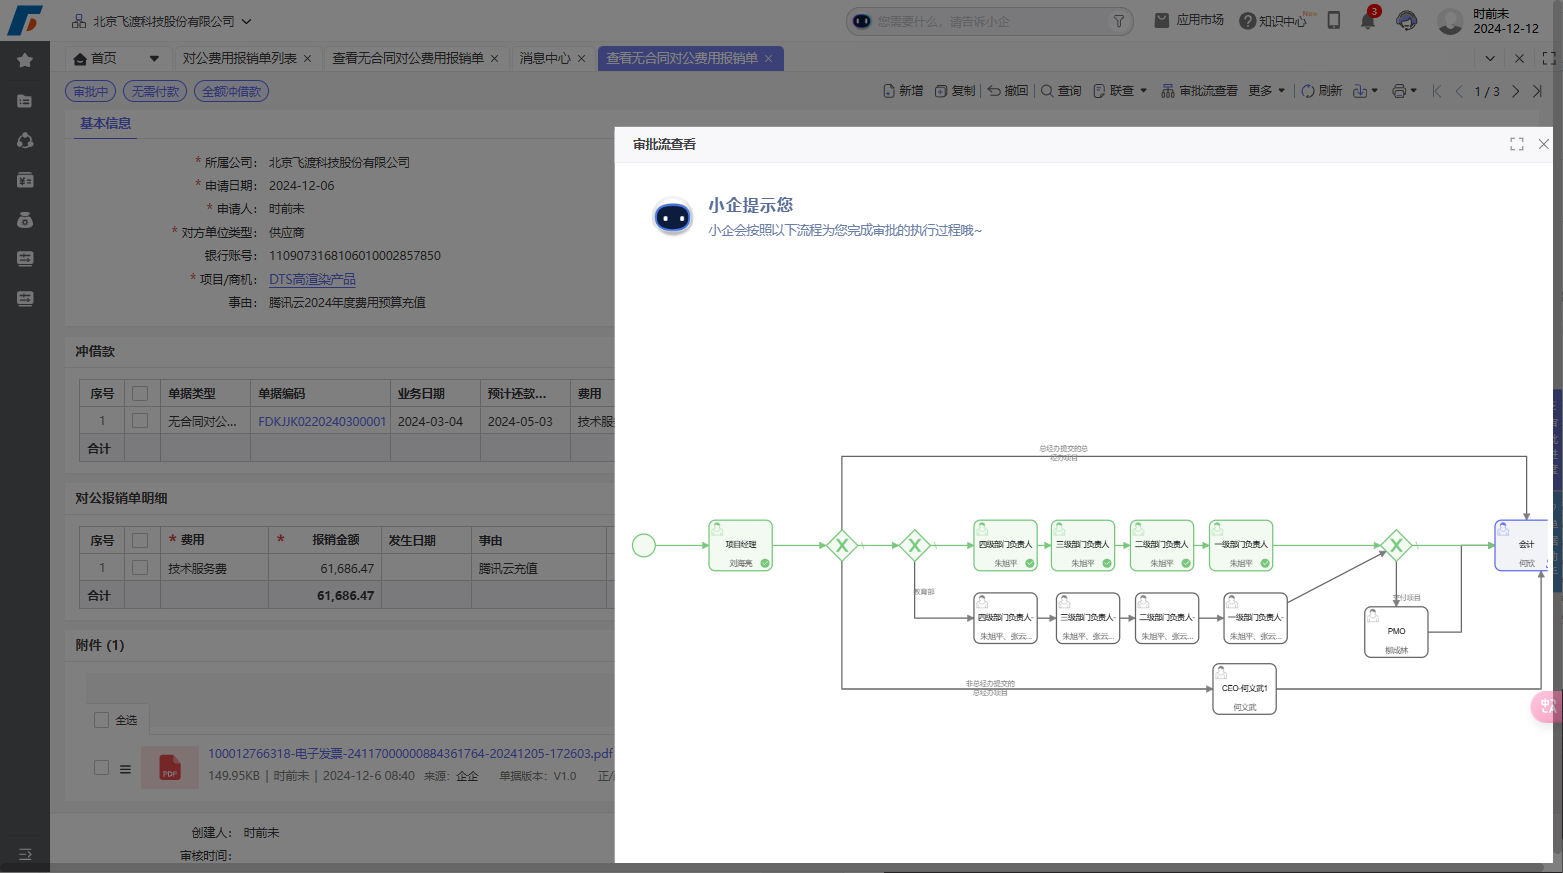 北京飞渡科技股份有限公司
您需要什么，请告诉小企
应用市场
知识中心
New
3
时前未
2024-12-12
首页
对公费用报销单列表
查看无合同对公费用报销单
消息中心
查看无合同对公费用报销单
审批中
无需付款
全额冲借款
新增
复制
撤回
查询
联查
审批流查看
更多
刷新
1 / 3
基本信息
* 所属公司： 北京飞渡科技股份有限公司
* 申请日期： 2024-12-06
* 申请人： 时前未
* 对方单位类型： 供应商
银行账号： 1109073168106010002857850
* 项目/商机： DTS高渲染产品
事由： 腾讯云2024年度费用预算充值
冲借款
序号 单据类型 单据编码 业务日期 预计还款... 费用
1 无合同对公... FDKJJK0220240300001 2024-03-04 2024-05-03 技术服
合计
对公报销单明细
序号 * 费用 * 报销金额 发生日期 事由
1 技术服务费 61,686.47 腾讯云充值
合计 61,686.47
附件 (1)
全选
PDF
100012766318-电子发票-24117000000884361764-20241205-172603.pdf
149.95KB | 时前未 | 2024-12-6 08:40 来源： 企企 单据版本： V1.0 正/
创建人： 时前未
审核时间：
审批流查看
小企提示您
小企会按照以下流程为您完成审批的执行过程哦~
总经办提交的总
经办项目
项目经理
刘海亮
X
X
四级部门负责人
朱旭平
三级部门负责人
朱旭平
二级部门负责人
朱旭平
一级部门负责人
朱旭平
X
会计
何欣
教育部
四级部门负责人-
朱旭平、张云...
三级部门负责人-
朱旭平、张云...
二级部门负责人-
朱旭平、张云...
一级部门负责人-
朱旭平、张云...
交付项目
PMO
柳成林
非总经办提交的
总经办项目
CEO-何义武1
何义武